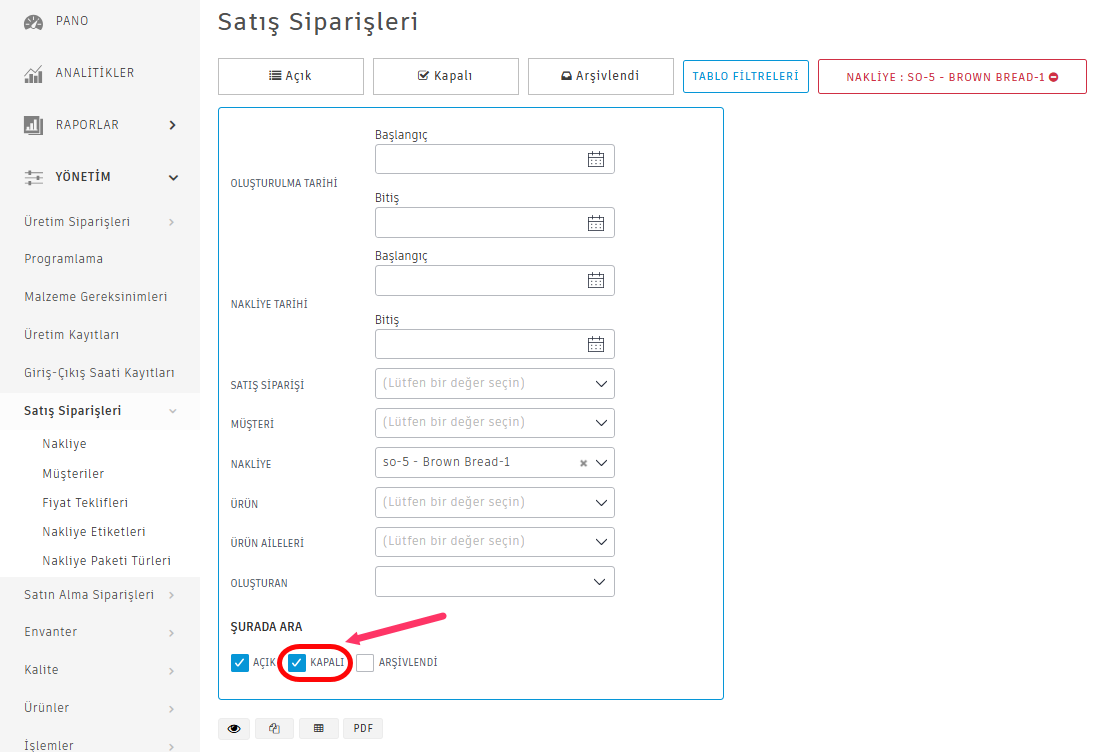 PANO
ANALİTİKLER
RAPORLAR
YÖNETİM
Üretim Siparişleri
Programlama
Malzeme Gereksinimleri
Üretim Kayıtları
Giriş-Çıkış Saati Kayıtları
Satış Siparişleri
Nakliye
Müşteriler
Fiyat Teklifleri
Nakliye Etiketleri
Nakliye Paketi Türleri
Satın Alma Siparişleri
Envanter
Kalite
Ürünler
İşlemler
Satış Siparişleri
Açık
Kapalı
Arşivlendi
TABLO FİLTRELERİ
NAKLİYE : SO-5 - BROWN BREAD-1
OLUŞTURULMA TARİHİ
Başlangıç
Bitiş
NAKLİYE TARİHİ
Başlangıç
Bitiş
SATIŞ SİPARİŞİ
(Lütfen bir değer seçin)
MÜŞTERİ
(Lütfen bir değer seçin)
NAKLİYE
so-5 - Brown Bread-1
ÜRÜN
(Lütfen bir değer seçin)
ÜRÜN AİLELERİ
(Lütfen bir değer seçin)
OLUŞTURAN
ŞURADA ARA
AÇIK
KAPALI
ARŞİVLENDİ
PDF